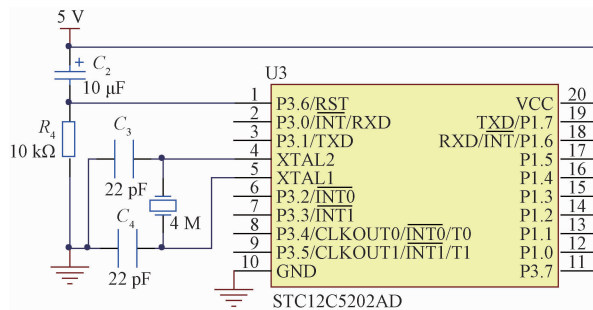 5 V
+ C2
10 μF
U3
1 P3.6/RST VCC 20
2 P3.0/INT/RXD TXD/P1.7 19
3 P3.1/TXD RXD/INT/P1.6 18
4 XTAL2 P1.5 17
5 XTAL1 P1.4 16
6 P3.2/INT0 P1.3 15
7 P3.3/INT1 P1.2 14
8 P3.4/CLKOUT0/INT0/T0 P1.1 13
9 P3.5/CLKOUT1/INT1/T1 P1.0 12
10 GND P3.7 11
R4
10 kΩ
C3
22 pF
4 M
C4
22 pF
STC12C5202AD